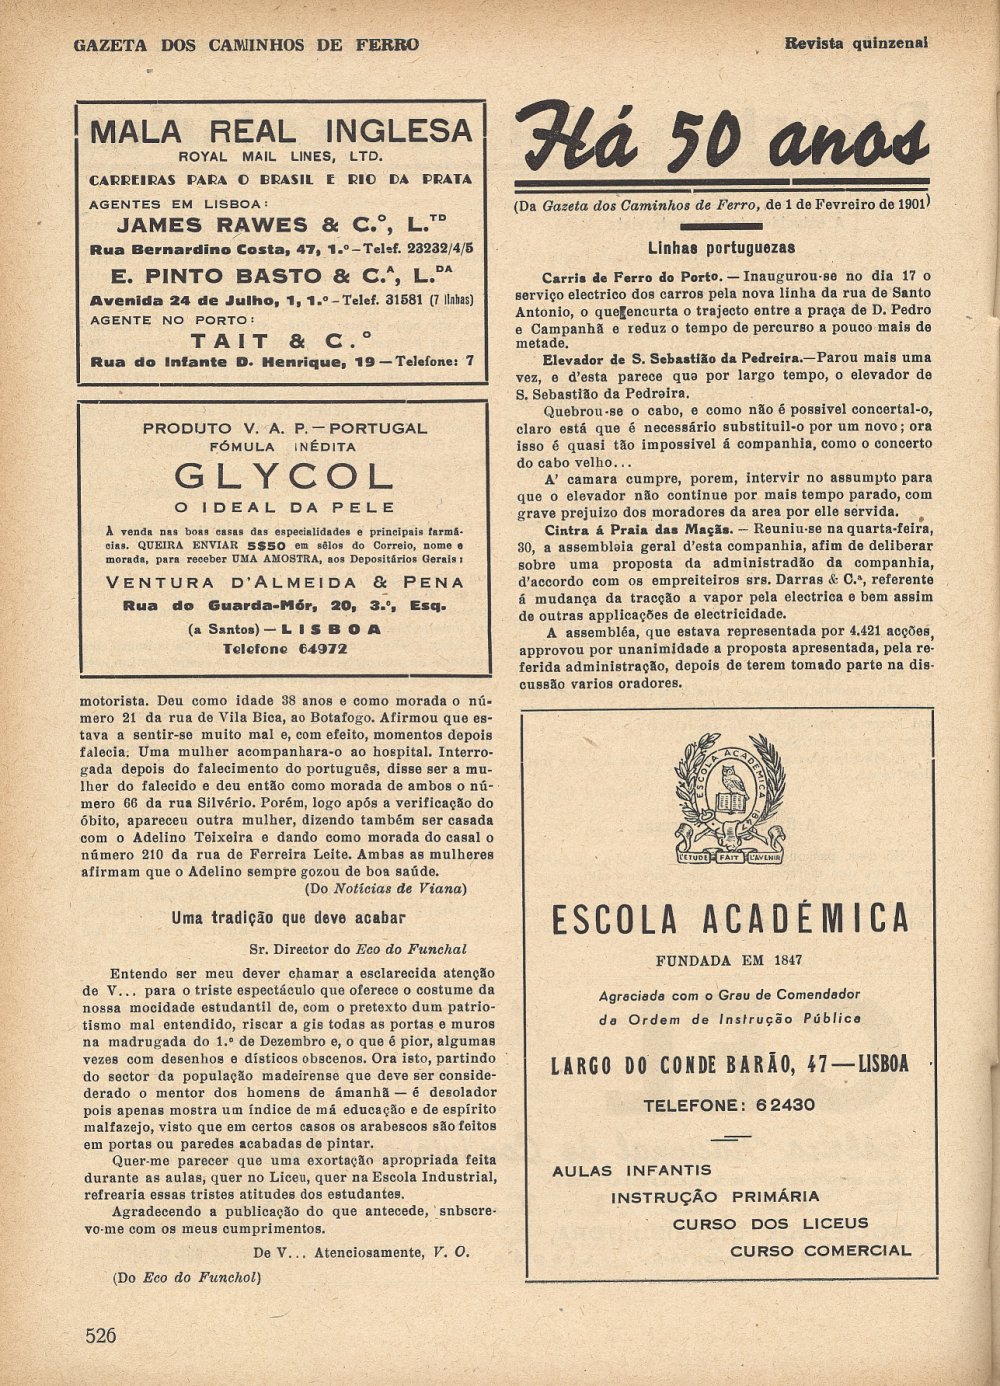 GAZETA DOS CAMINHOS DE FERRO
Revista quinzenal
MALA REAL INGLESA
ROYAL MAIL LINES, LTD.
CARREIRAS PARA O BRASIL E RIO DA PRATA
AGENTES EM LISBOA:
JAMES RAWES & C.º, L.TD
Rua Bernardino Costa, 47, 1.º — Telef. 23232/4/5
E. PINTO BASTO & C.ª, L.DA
Avenida 24 de Julho, 1, 1.º — Telef. 31581 (7 linhas)
AGENTE NO PORTO:
TAIT & C.º
Rua do Infante D. Henrique, 19 — Telefone: 7
PRODUTO V. A. P. — PORTUGAL
FÓMULA INÉDITA
GLYCOL
O IDEAL DA PELE
À venda nas boas casas das especialidades e principais farmá-
cias. QUEIRA ENVIAR 5$50 em sêlos do Correio, nome e
morada, para receber UMA AMOSTRA, aos Depositários Gerais:
VENTURA D'ALMEIDA & PENA
Rua do Guarda-Mór, 20, 3.º, Esq.
(a Santos) — LISBOA
Telefone 64972
motorista. Deu como idade 38 anos e como morada o nú-
mero 21 da rua de Vila Bica, ao Botafogo. Afirmou que es-
tava a sentir-se muito mal e, com efeito, momentos depois
falecia. Uma mulher acompanhara-o ao hospital. Interro-
gada depois do falecimento do português, disse ser a mu-
lher do falecido e deu então como morada de ambos o nú-
mero 66 da rua Silvério. Porém, logo após a verificação do
óbito, apareceu outra mulher, dizendo também ser casada
com o Adelino Teixeira e dando como morada do casal o
número 210 da rua de Ferreira Leite. Ambas as mulheres
afirmam que o Adelino sempre gozou de boa saúde.
(Do Notícias de Viana)
Uma tradição que deve acabar
Sr. Director do Eco do Funchal
Entendo ser meu dever chamar a esclarecida atenção
de V... para o triste espectáculo que oferece o costume da
nossa mocidade estudantil de, com o pretexto dum patrio-
tismo mal entendido, riscar a gis todas as portas e muros
na madrugada do 1.º de Dezembro e, o que é pior, algumas
vezes com desenhos e dísticos obscenos. Ora isto, partindo
do sector da população madeirense que deve ser conside-
derado o mentor dos homens de ámanhã — é desolador
pois apenas mostra um índice de má educação e de espírito
malfazejo, visto que em certos casos os arabescos são feitos
em portas ou paredes acabadas de pintar.
Quer-me parecer que uma exortação apropriada feita
durante as aulas, quer no Liceu, quer na Escola Industrial,
refrearia essas tristes atitudes dos estudantes.
Agradecendo a publicação do que antecede, snbscre-
vo-me com os meus cumprimentos.
De V... Atenciosamente, V. O.
(Do Eco do Funchol)
526
Há 50 anos
(Da Gazeta dos Caminhos de Ferro, de 1 de Fevreiro de 1901)
Linhas portuguezas
Carris de Ferro do Porto. — Inaugurou-se no dia 17 o
serviço electrico dos carros pela nova linha da rua de Santo
Antonio, o que encurta o trajecto entre a praça de D. Pedro
e Campanhã e reduz o tempo de percurso a pouco mais de
metade.
Elevador de S. Sebastião da Pedreira. — Parou mais uma
vez, e d'esta parece que por largo tempo, o elevador de
S. Sebastião da Pedreira.
Quebrou-se o cabo, e como não é possivel concertal-o,
claro está que é necessário substituil-o por um novo; ora
isso é quasi tão impossivel á companhia, como o concerto
do cabo velho...
A' camara cumpre, porem, intervir no assumpto para
que o elevador não continue por mais tempo parado, com
grave prejuizo dos moradores da area por elle servida.
Cintra á Praia das Maçãs. — Reuniu-se na quarta-feira,
30, a assembleia geral d'esta companhia, afim de deliberar
sobre uma proposta da administradão da companhia,
d'accordo com os empreiteiros srs. Darras & C.ª, referente
á mudança da tracção a vapor pela electrica e bem assim
de outras applicações de electricidade.
A assembléa, que estava representada por 4.421 acções,
approvou por unanimidade a proposta apresentada, pela re-
ferida administração, depois de terem tomado parte na dis-
cussão varios oradores.
ESCOLA ACADEMICA 1847
L'ETUDE FAIT L'AVENIR
ESCOLA ACADÉMICA
FUNDADA EM 1847
Agraciada com o Grau de Comendador
da Ordem de Instrução Pública
LARGO DO CONDE BARÃO, 47 — LISBOA
TELEFONE: 62430
AULAS INFANTIS
INSTRUÇÃO PRIMÁRIA
CURSO DOS LICEUS
CURSO COMERCIAL